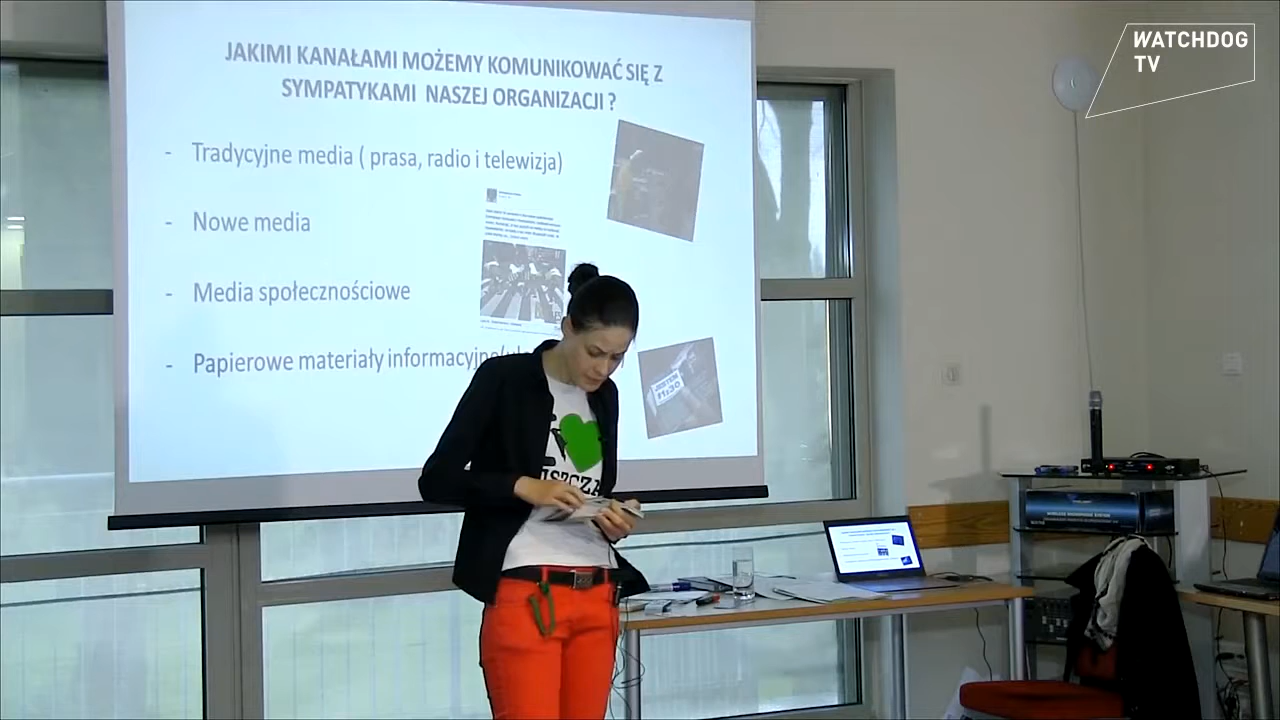 WATCHDOG
TV
JAKIMI KANAŁAMI MOŻEMY KOMUNIKOWAĆ SIĘ Z
SYMPATYKAMI NASZEJ ORGANIZACJI ?
- Tradycyjne media ( prasa, radio i telewizja)
- Nowe media
- Media społecznościowe
- Papierowe materiały